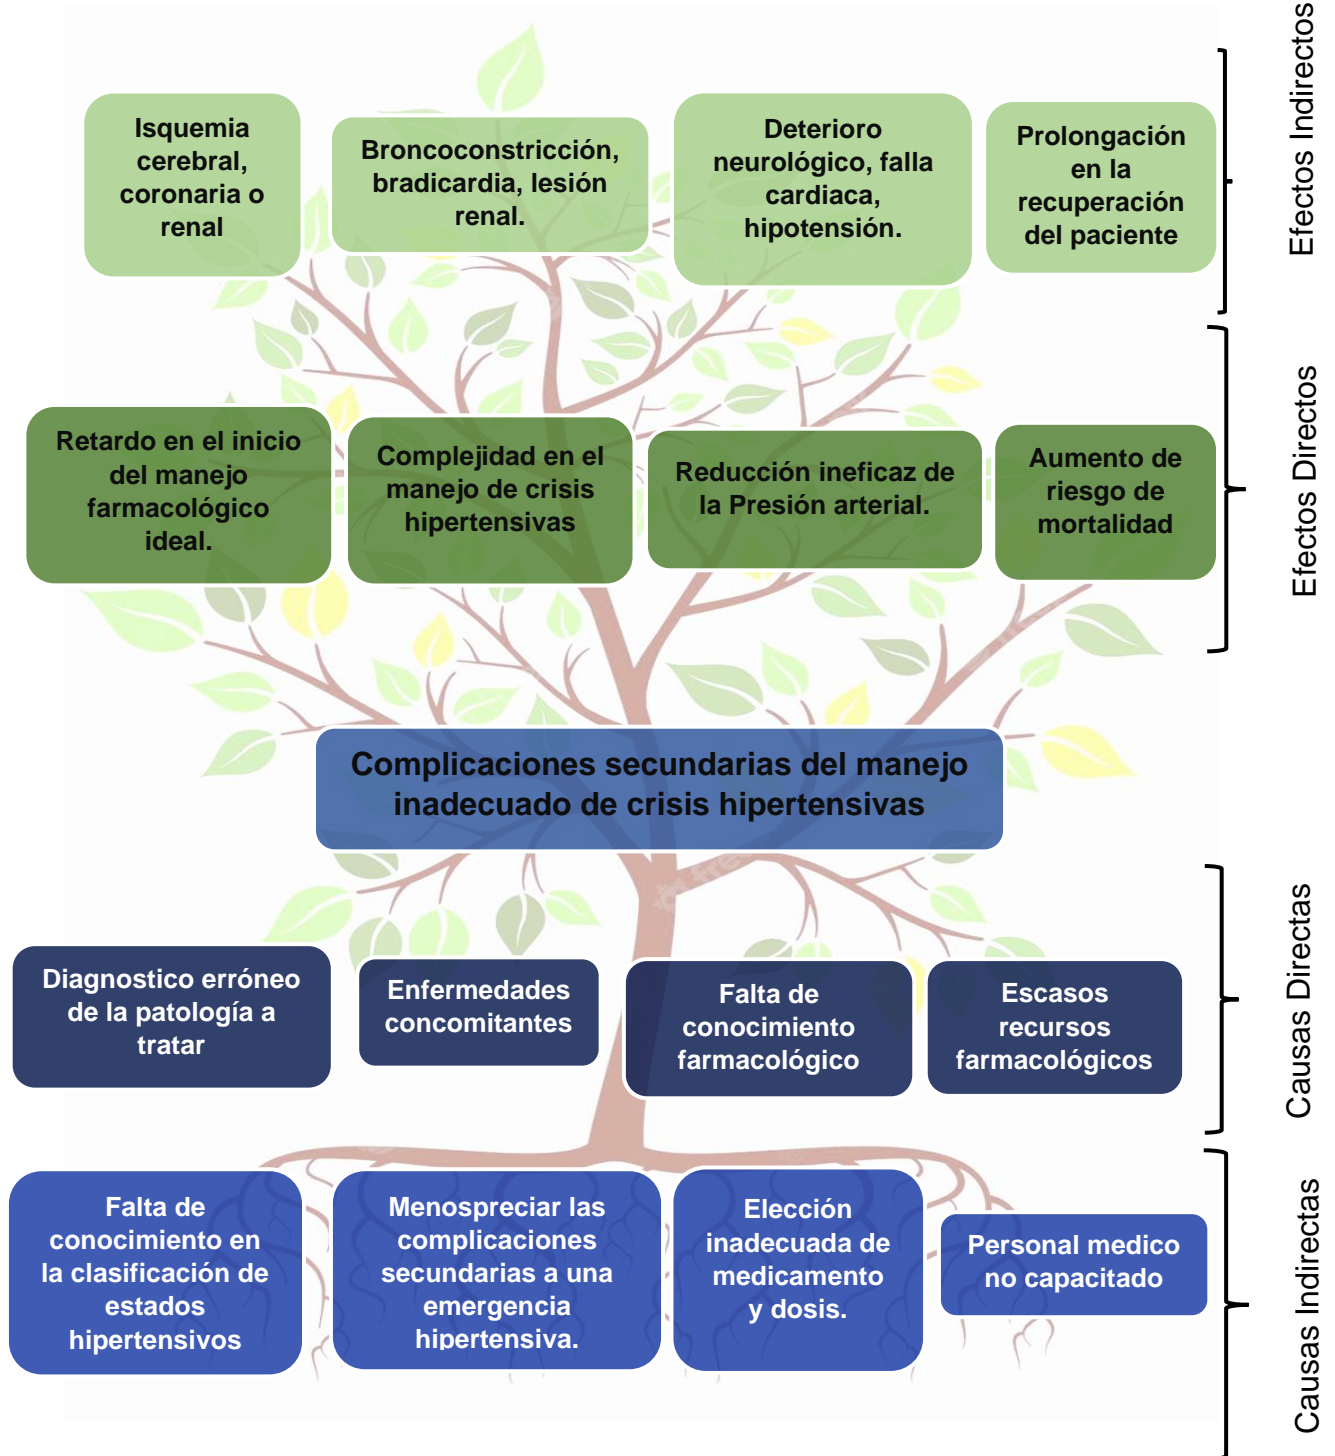 Isquemia
cerebral,
coronaria o
renal
Broncoconstricción,
bradicardia, lesión
renal.
Deterioro
neurológico, falla
cardiaca,
hipotensión.
Prolongación
en la
recuperación
del paciente
Efectos Indirectos
Retardo en el inicio
del manejo
farmacológico
ideal.
Complejidad en el
manejo de crisis
hipertensivas
Reducción ineficaz de
la Presión arterial.
Aumento de
riesgo de
mortalidad
Efectos Directos
Complicaciones secundarias del manejo
inadecuado de crisis hipertensivas
Diagnostico erróneo
de la patología a
tratar
Enfermedades
concomitantes
Falta de
conocimiento
farmacológico
Escasos
recursos
farmacológicos
Causas Directas
Falta de
conocimiento en
la clasificación de
estados
hipertensivos
Menospreciar las
complicaciones
secundarias a una
emergencia
hipertensiva.
Elección
inadecuada de
medicamento
y dosis.
Personal medico
no capacitado
Causas Indirectas